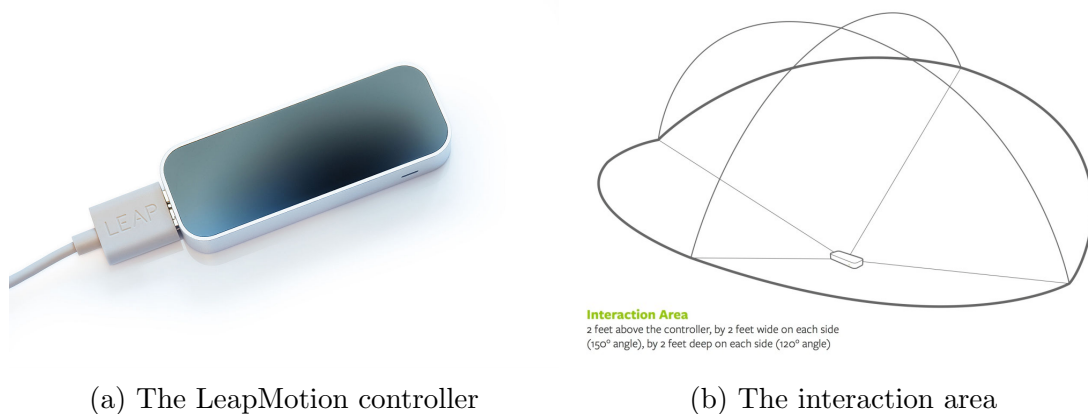 LEAP
Interaction Area
2 feet above the controller, by 2 feet wide on each side
(150° angle), by 2 feet deep on each side (120° angle)
(a) The LeapMotion controller
(b) The interaction area